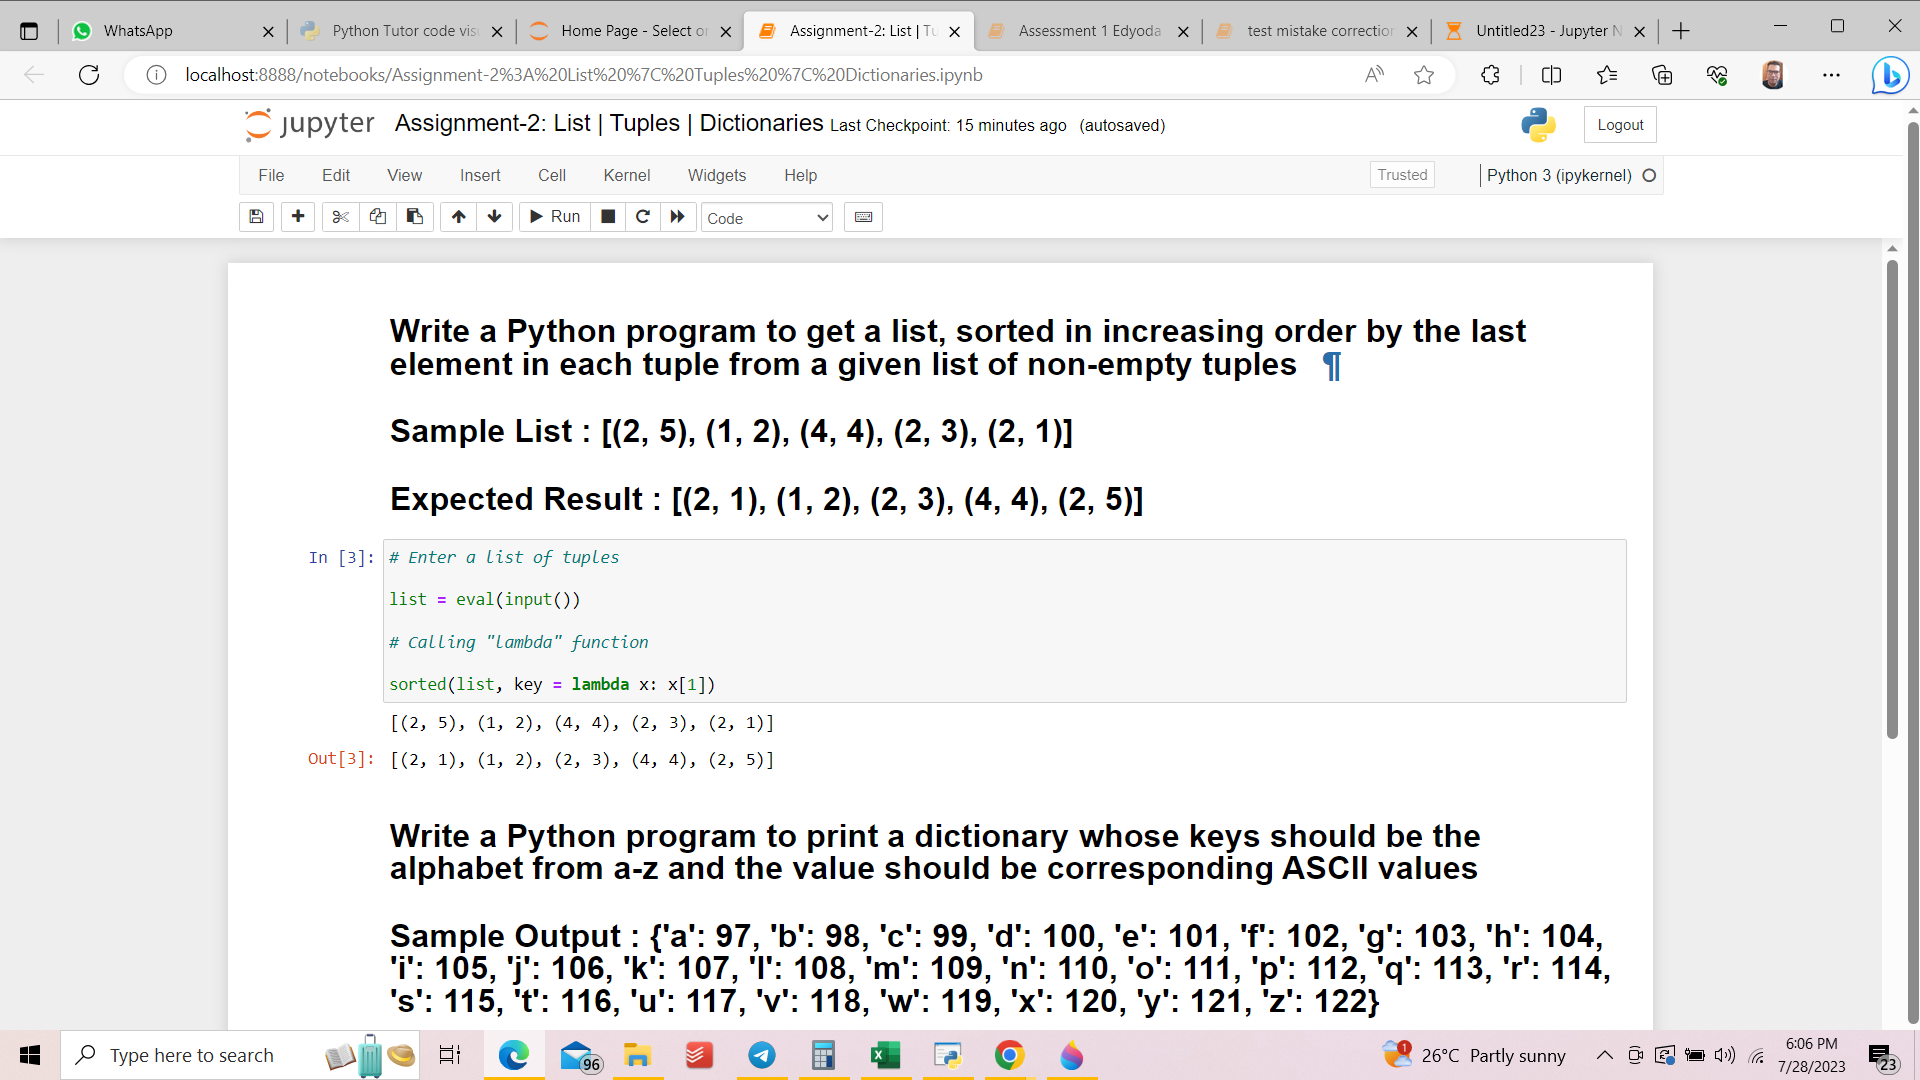 WhatsApp
Python Tutor code vis
Home Page - Select or
Assignment-2: List | Tu
Assessment 1 Edyoda
test mistake correction
Untitled23 - Jupyter N
localhost:8888/notebooks/Assignment-2%3A%20List%20%7C%20Tuples%20%7C%20Dictionaries.ipynb
jupyter Assignment-2: List | Tuples | Dictionaries Last Checkpoint: 15 minutes ago (autosaved)
Logout
File Edit View Insert Cell Kernel Widgets Help
Trusted
Python 3 (ipykernel)
Run
Code
Write a Python program to get a list, sorted in increasing order by the last
element in each tuple from a given list of non-empty tuples ¶
Sample List : [(2, 5), (1, 2), (4, 4), (2, 3), (2, 1)]
Expected Result : [(2, 1), (1, 2), (2, 3), (4, 4), (2, 5)]
In [3]: # Enter a list of tuples
list = eval(input())
# Calling "lambda" function
sorted(list, key = lambda x: x[1])
[(2, 5), (1, 2), (4, 4), (2, 3), (2, 1)]
Out[3]: [(2, 1), (1, 2), (2, 3), (4, 4), (2, 5)]
Write a Python program to print a dictionary whose keys should be the
alphabet from a-z and the value should be corresponding ASCII values
Sample Output : {'a': 97, 'b': 98, 'c': 99, 'd': 100, 'e': 101, 'f': 102, 'g': 103, 'h': 104,
'i': 105, 'j': 106, 'k': 107, 'l': 108, 'm': 109, 'n': 110, 'o': 111, 'p': 112, 'q': 113, 'r': 114,
's': 115, 't': 116, 'u': 117, 'v': 118, 'w': 119, 'x': 120, 'y': 121, 'z': 122}
Type here to search
96
1
26°C Partly sunny
6:06 PM
7/28/2023
23